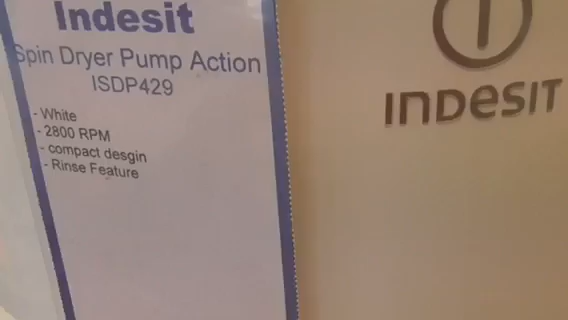 Indesit
Spin Dryer Pump Action
ISDP429
- White
- 2800 RPM
- compact desgin
- Rinse Feature
INDESIT